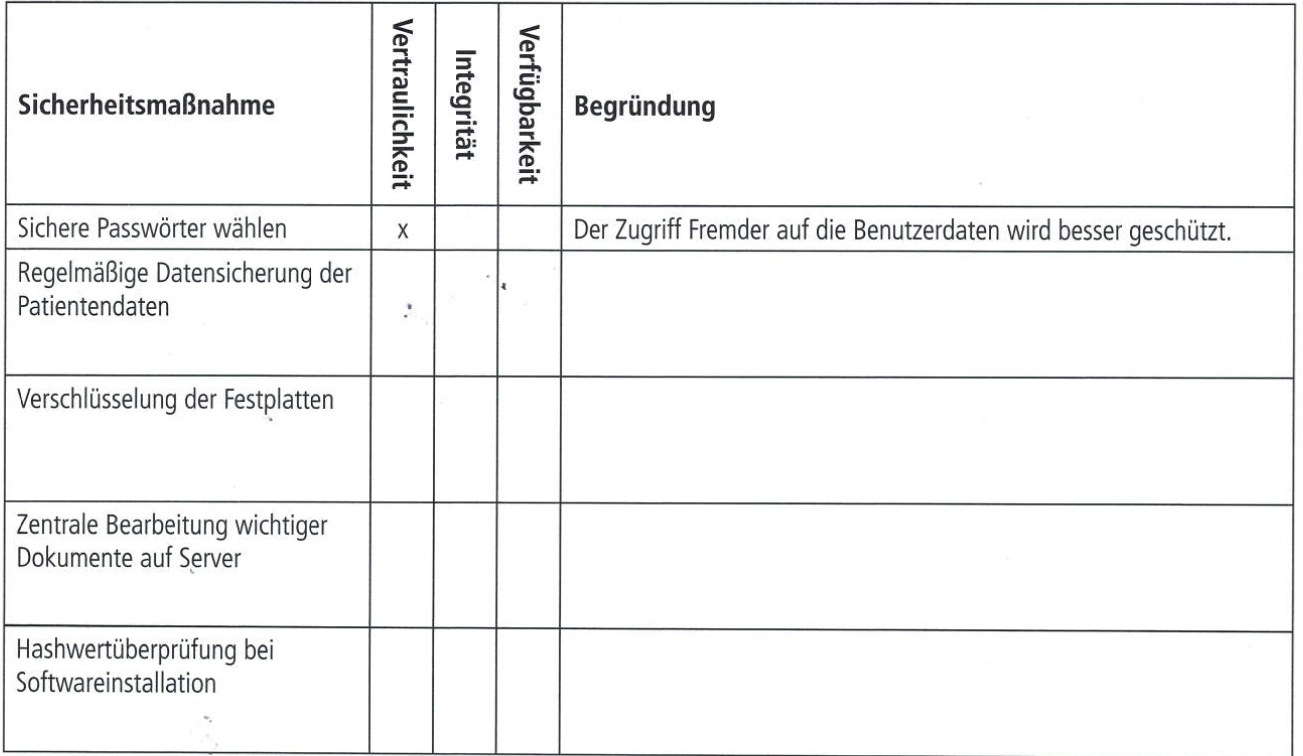 Sicherheitsmaßnahme
Vertraulichkeit
Integrität
Verfügbarkeit
Begründung
Sichere Passwörter wählen
x
Der Zugriff Fremder auf die Benutzerdaten wird besser geschützt.
Regelmäßige Datensicherung der
Patientendaten
Verschlüsselung der Festplatten
Zentrale Bearbeitung wichtiger
Dokumente auf Server
Hashwertüberprüfung bei
Softwareinstallation